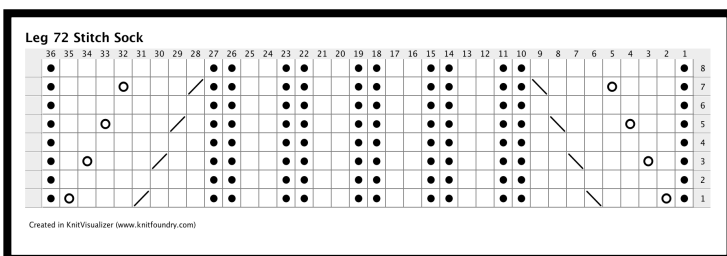 Leg 72 Stitch Sock
36 35 34 33 32 31 30 29 28 27 26 25 24 23 22 21 20 19 18 17 16 15 14 13 12 11 10 9 8 7 6 5 4 3 2 1
8
7
6
5
4
3
2
1
Created in KnitVisualizer (www.knitfoundry.com)